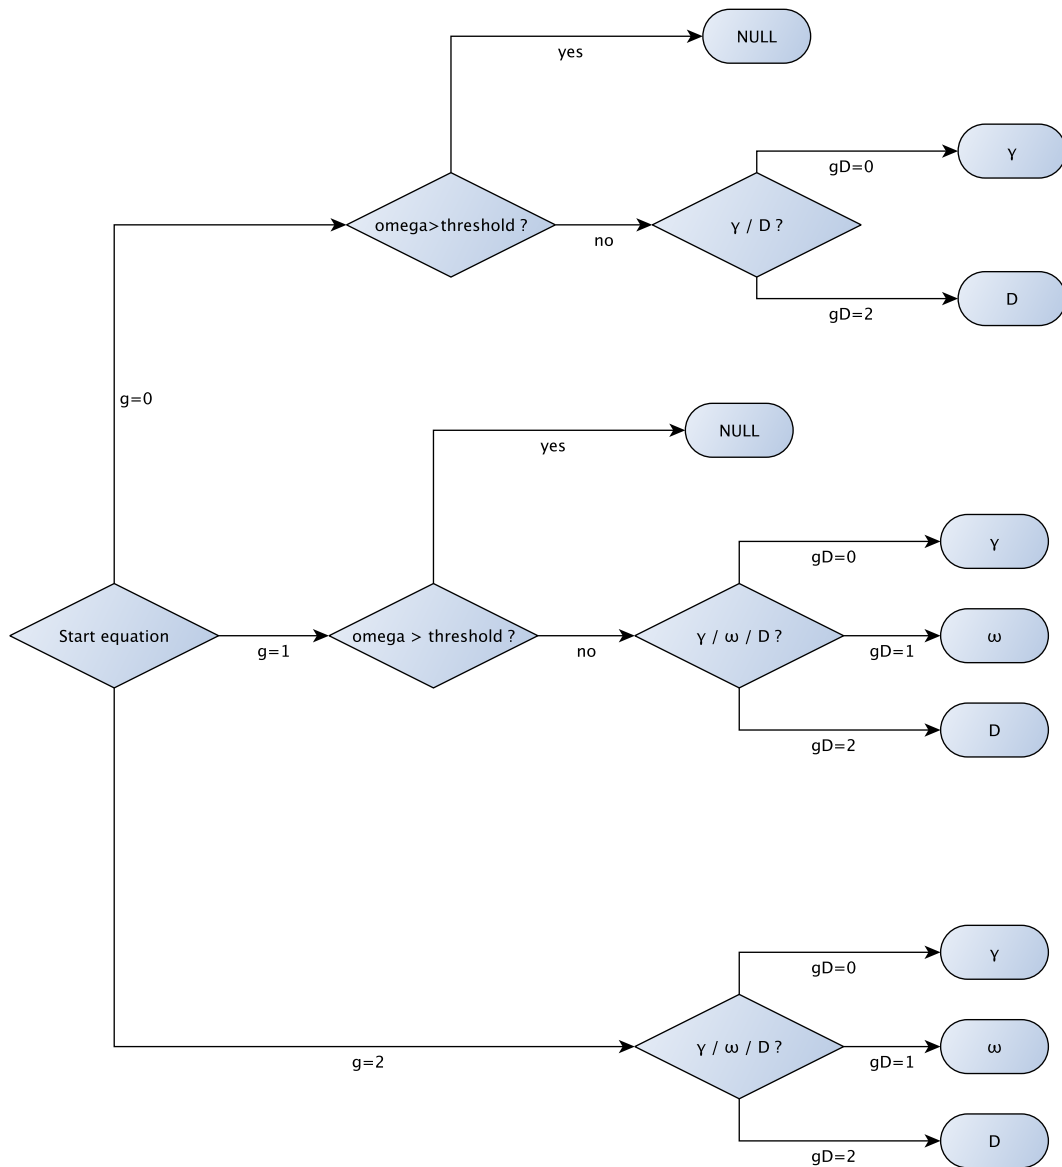 NULL
yes
γ
gD=0
omega>threshold ?
no
γ / D ?
D
gD=2
g=0
NULL
yes
γ
gD=0
Start equation
g=1
omega > threshold ?
no
γ / ω / D ?
gD=1
ω
D
gD=2
γ
gD=0
g=2
γ / ω / D ?
gD=1
ω
D
gD=2